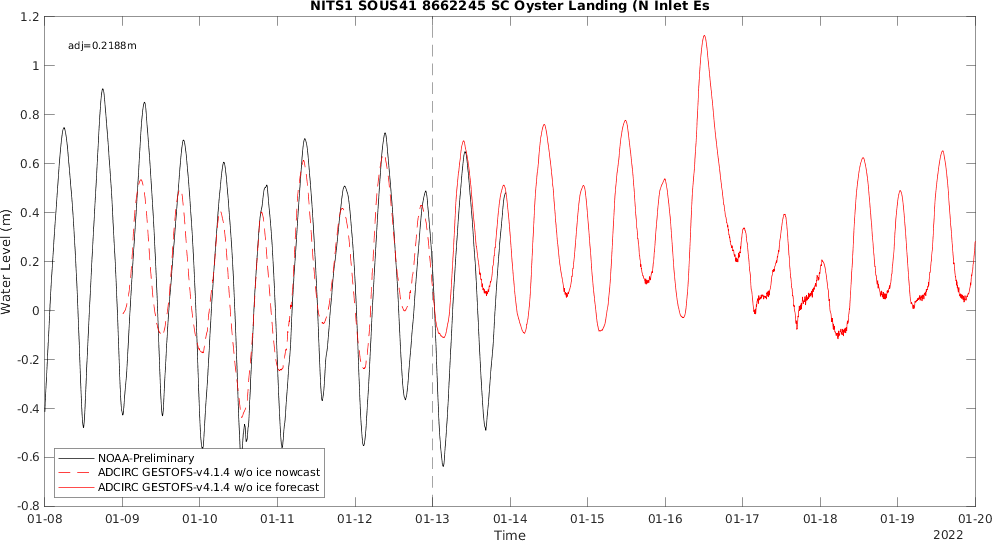 NITS1 SOUS41 8662245 SC Oyster Landing (N Inlet Es
adj=0.2188m
1.2
1
0.8
0.6
0.4
0.2
0
-0.2
-0.4
-0.6
-0.8
Water Level (m)
NOAA-Preliminary
ADCIRC GESTOFS-v4.1.4 w/o ice nowcast
ADCIRC GESTOFS-v4.1.4 w/o ice forecast
01-08 01-09 01-10 01-11 01-12 01-13 01-14 01-15 01-16 01-17 01-18 01-19 01-20
Time
2022